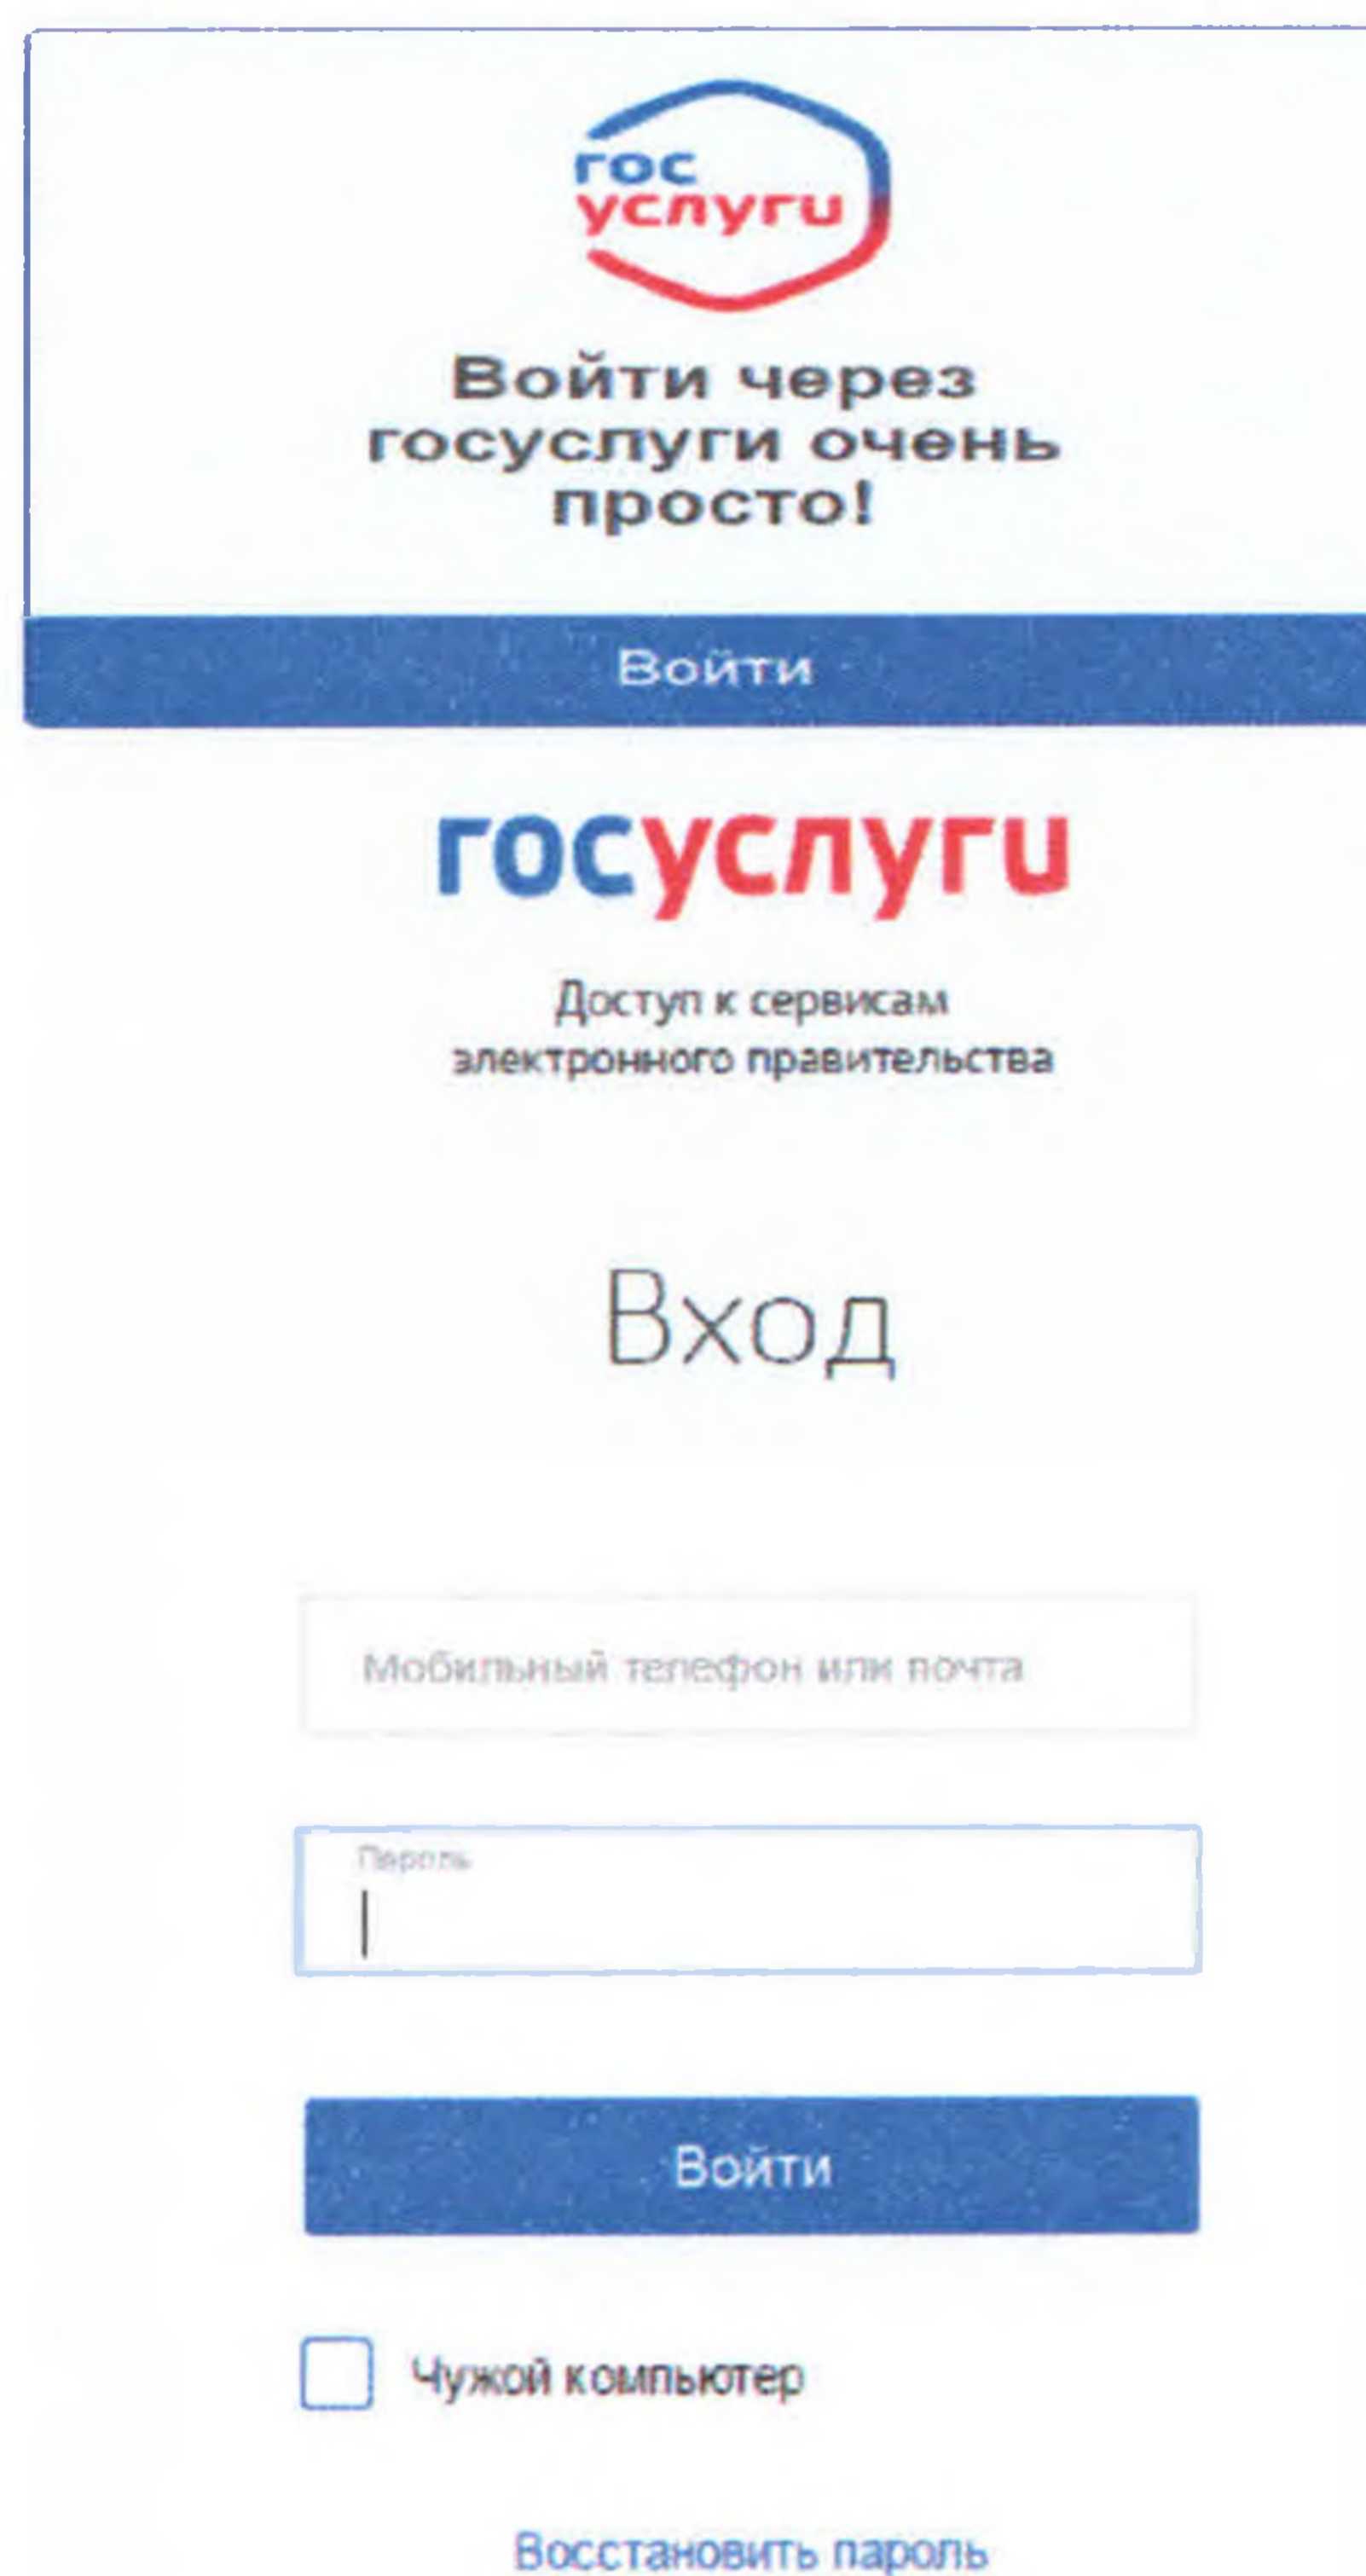 гос
услуги
Войти через
госуслуги очень
просто!
Войти
госуслуги
Доступ к сервисам
электронного правительства
Вход
Мобильный телефон или почта
Пароль
Войти
Чужой компьютер
Восстановить пароль